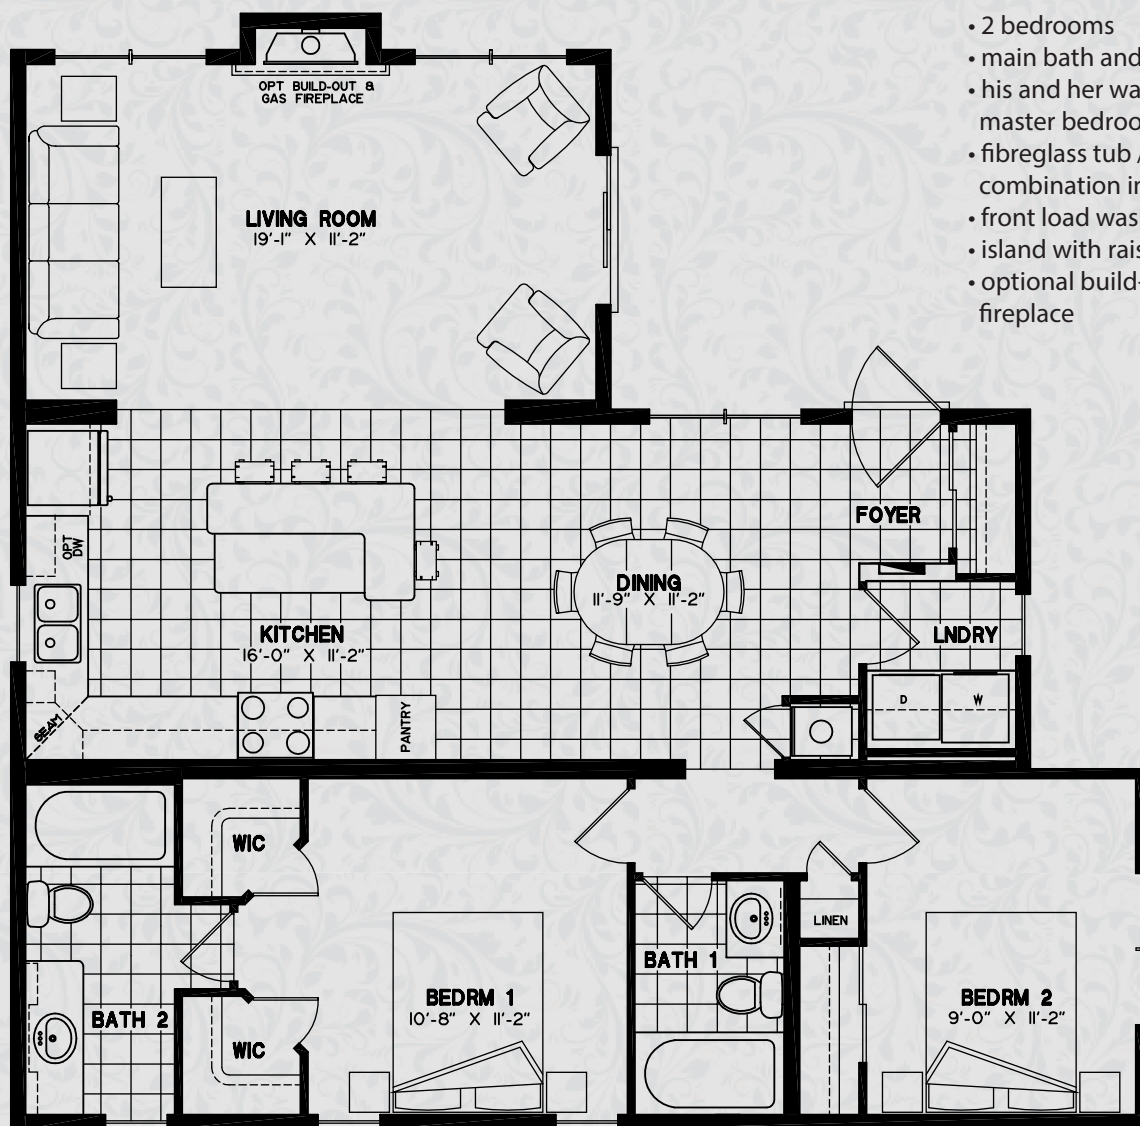 • 2 bedrooms
• main bath and
• his and her wa
master bedroo
• fibreglass tub /
combination in
• front load was
• island with rais
• optional build-
fireplace
OPT BUILD-OUT &
GAS FIREPLACE
LIVING ROOM
19'-1" X 11'-2"
FOYER
OPT
DW
DINING
11'-9" X 11'-2"
KITCHEN
16'-0" X 11'-2"
LNDRY
D
W
PANTRY
WIC
LINEN
BATH 1
BEDRM 1
10'-8" X 11'-2"
BEDRM 2
9'-0" X 11'-2"
BATH 2
WIC